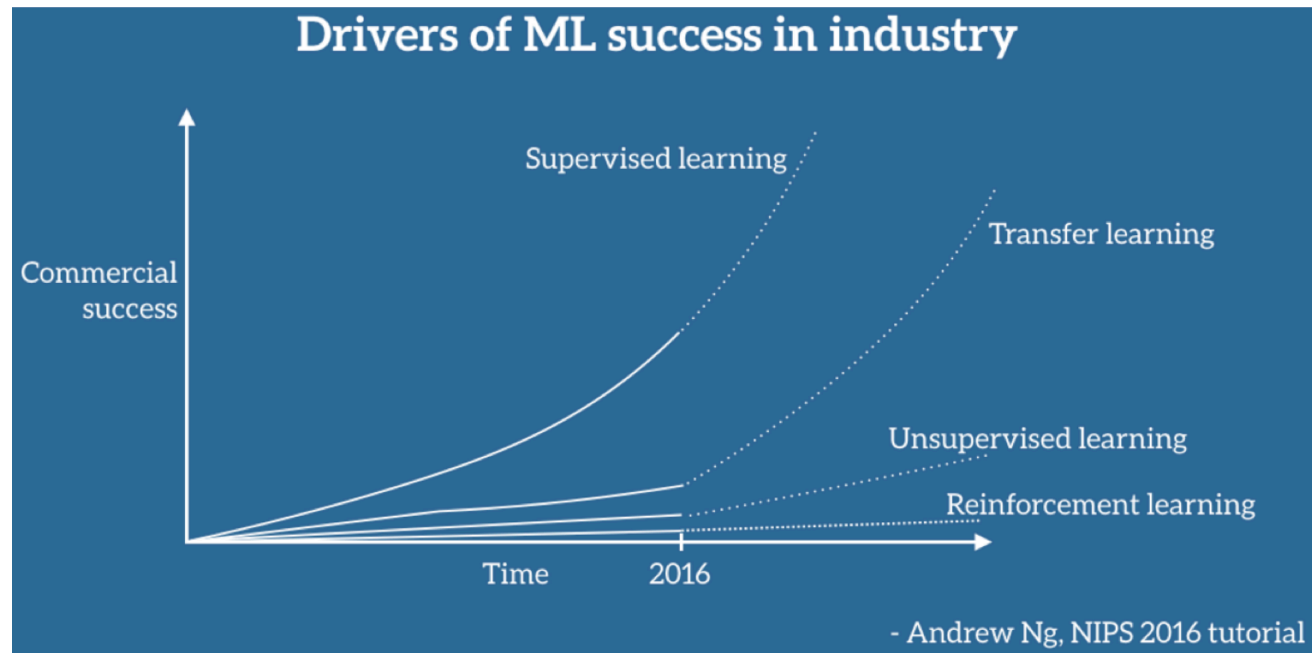 Drivers of ML success in industry
Supervised learning
Transfer learning
Commercial
success
Unsupervised learning
Reinforcement learning
Time
2016
- Andrew Ng, NIPS 2016 tutorial